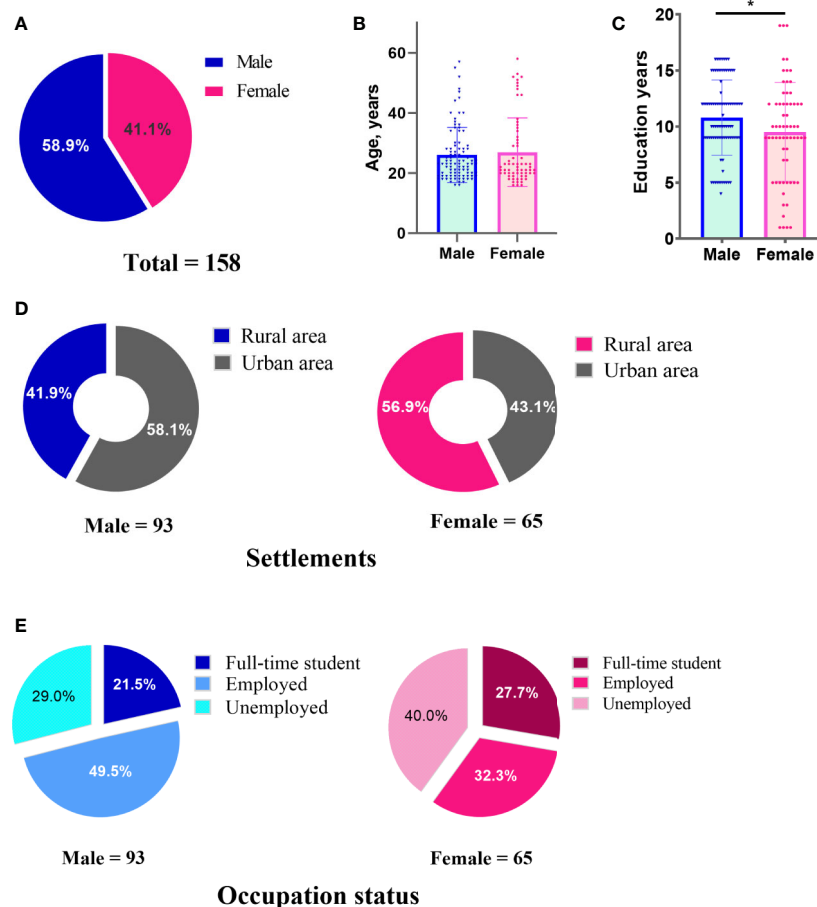 A
Male
Female
58.9%
41.1%
Total = 158
B
Age, years
60
40
20
0
Male Female
C
*
Education years
20
15
10
5
0
Male Female
D
41.9%
58.1%
Rural area
Urban area
Male = 93
56.9%
43.1%
Rural area
Urban area
Female = 65
Settlements
E
29.0%
21.5%
49.5%
Full-time student
Employed
Unemployed
Male = 93
40.0%
27.7%
32.3%
Full-time student
Employed
Unemployed
Female = 65
Occupation status